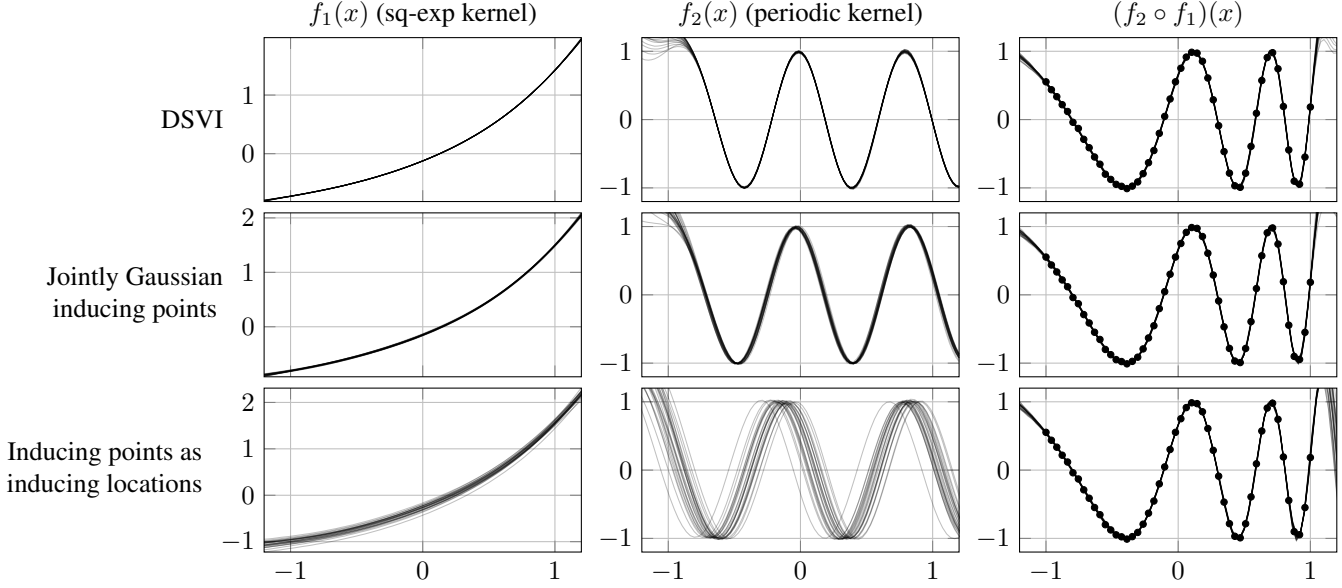 f₁(x) (sq-exp kernel)
f₂(x) (periodic kernel)
(f₂ ∘ f₁)(x)
DSVI
1
0
1
0
−1
1
0
−1
Jointly Gaussian
inducing points
2
1
0
1
0
−1
1
0
−1
Inducing points as
inducing locations
2
1
0
−1
1
0
−1
1
0
−1
−1 0 1
−1 0 1
−1 0 1